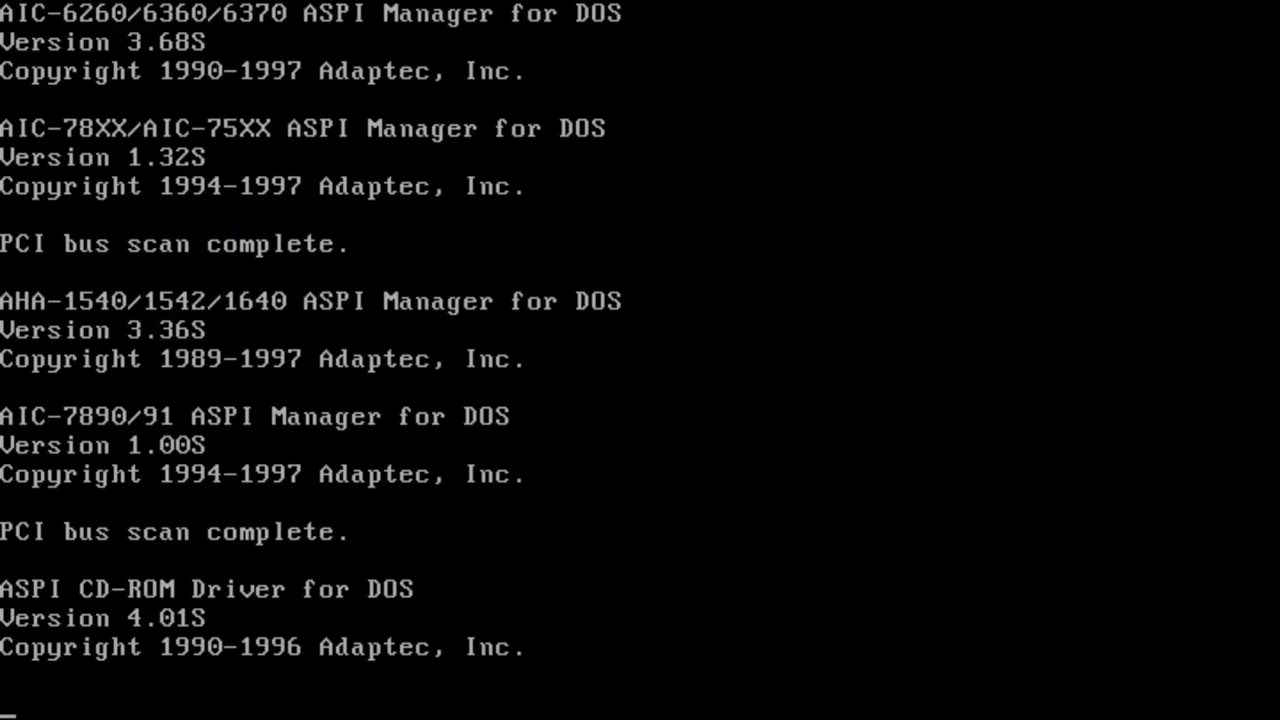 AIC-6260/6360/6370 ASPI Manager for DOS
Version 3.68S
Copyright 1990-1997 Adaptec, Inc.
AIC-78XX/AIC-75XX ASPI Manager for DOS
Version 1.32S
Copyright 1994-1997 Adaptec, Inc.
PCI bus scan complete.
AHA-1540/1542/1640 ASPI Manager for DOS
Version 3.36S
Copyright 1989-1997 Adaptec, Inc.
AIC-7890/91 ASPI Manager for DOS
Version 1.00S
Copyright 1994-1997 Adaptec, Inc.
PCI bus scan complete.
ASPI CD-ROM Driver for DOS
Version 4.01S
Copyright 1990-1996 Adaptec, Inc.